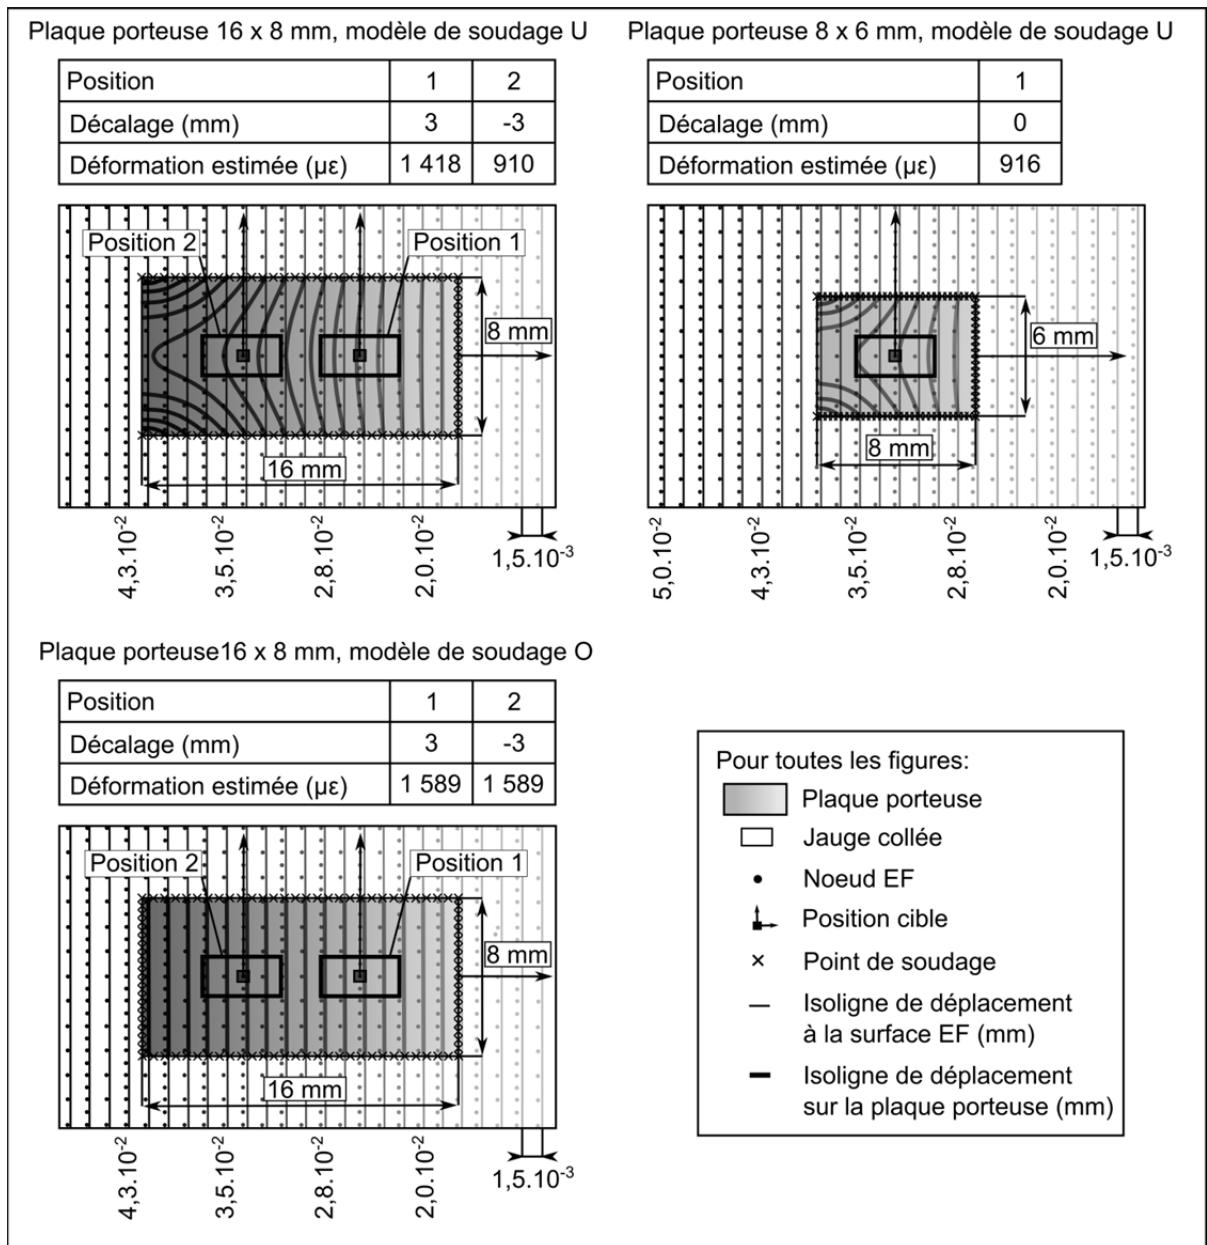 Plaque porteuse 16 x 8 mm, modèle de soudage U
Position 1 2
Décalage (mm) 3 -3
Déformation estimée (µε) 1 418 910
Position 2
Position 1
8 mm
16 mm
4,3.10⁻²
3,5.10⁻²
2,8.10⁻²
2,0.10⁻²
1,5.10⁻³
Plaque porteuse 8 x 6 mm, modèle de soudage U
Position 1
Décalage (mm) 0
Déformation estimée (µε) 916
6 mm
8 mm
5,0.10⁻²
4,3.10⁻²
3,5.10⁻²
2,8.10⁻²
2,0.10⁻²
1,5.10⁻³
Plaque porteuse16 x 8 mm, modèle de soudage O
Position 1 2
Décalage (mm) 3 -3
Déformation estimée (µε) 1 589 1 589
Position 2
Position 1
8 mm
16 mm
4,3.10⁻²
3,5.10⁻²
2,8.10⁻²
2,0.10⁻²
1,5.10⁻³
Pour toutes les figures:
Plaque porteuse
Jauge collée
Noeud EF
Position cible
Point de soudage
Isoligne de déplacement
à la surface EF (mm)
Isoligne de déplacement
sur la plaque porteuse (mm)